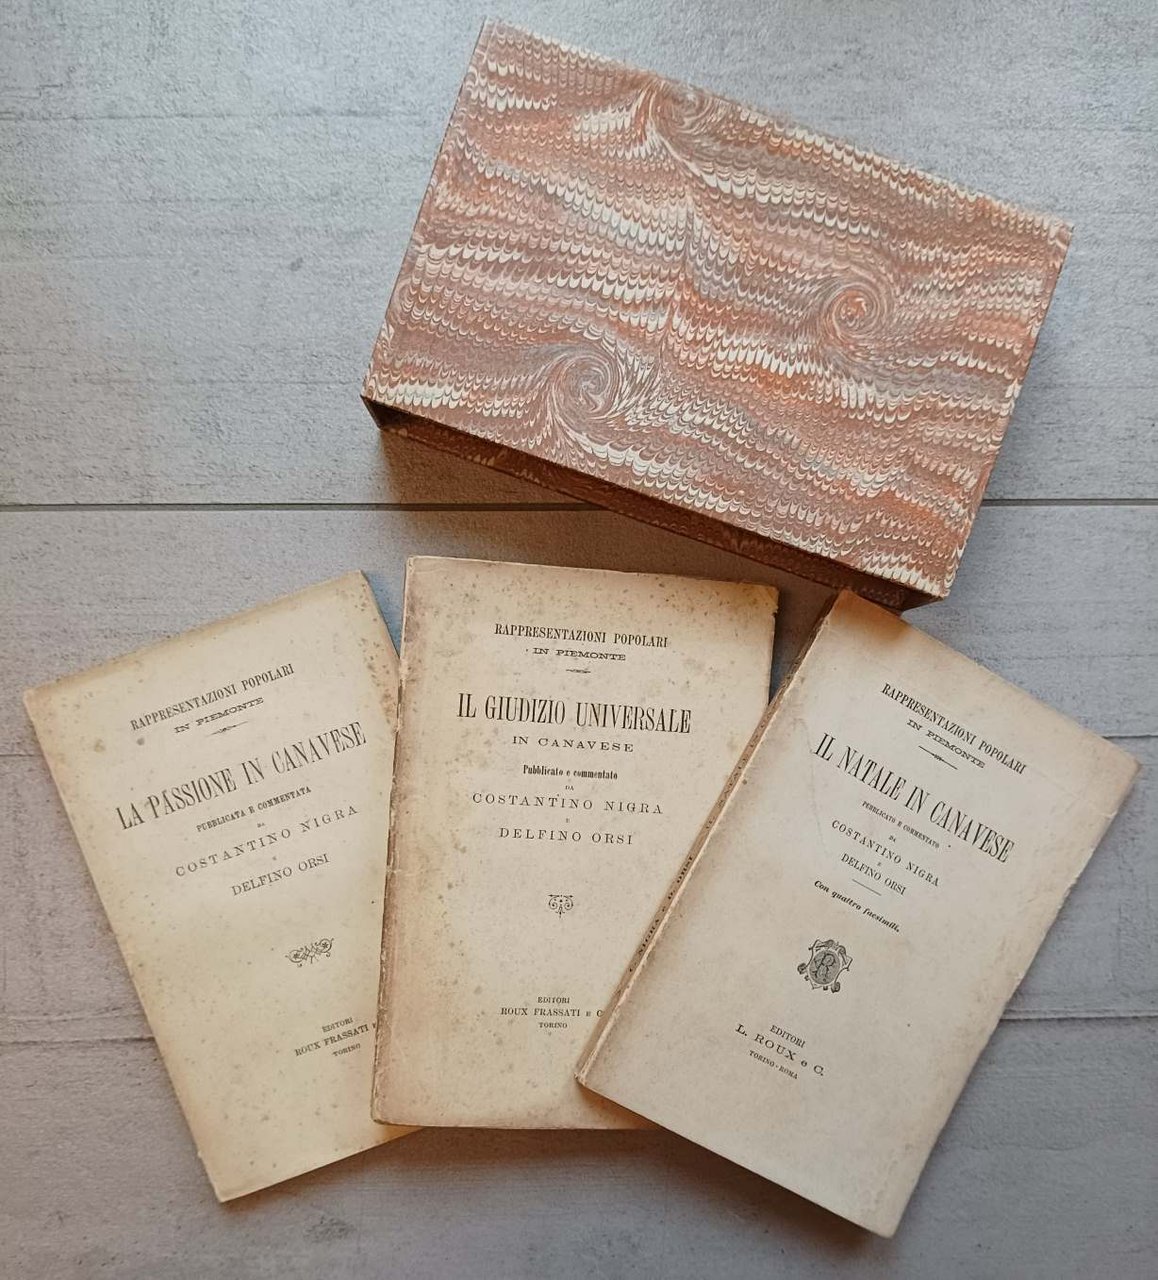 RAPPRESENTAZIONI POPOLARI
IN PIEMONTE
LA PASSIONE IN CANAVESE
PUBBLICATA E COMMENTATA
DA
COSTANTINO NIGRA
E
DELFINO ORSI
EDITORI
ROUX FRASSATI E
TORINO
RAPPRESENTAZIONI POPOLARI
IN PIEMONTE
IL GIUDIZIO UNIVERSALE
IN CANAVESE
Pubblicato e commentato
DA
COSTANTINO NIGRA
E
DELFINO ORSI
EDITORI
ROUX FRASSATI E C
TORINO
RAPPRESENTAZIONI POPOLARI
IN PIEMONTE
IL NATALE IN CANAVESE
PUBBLICATO E COMMENTATO
DA
COSTANTINO NIGRA
E
DELFINO ORSI
Con quattro facsimili.
EDITORI
L. ROUX e C.
TORINO-ROMA